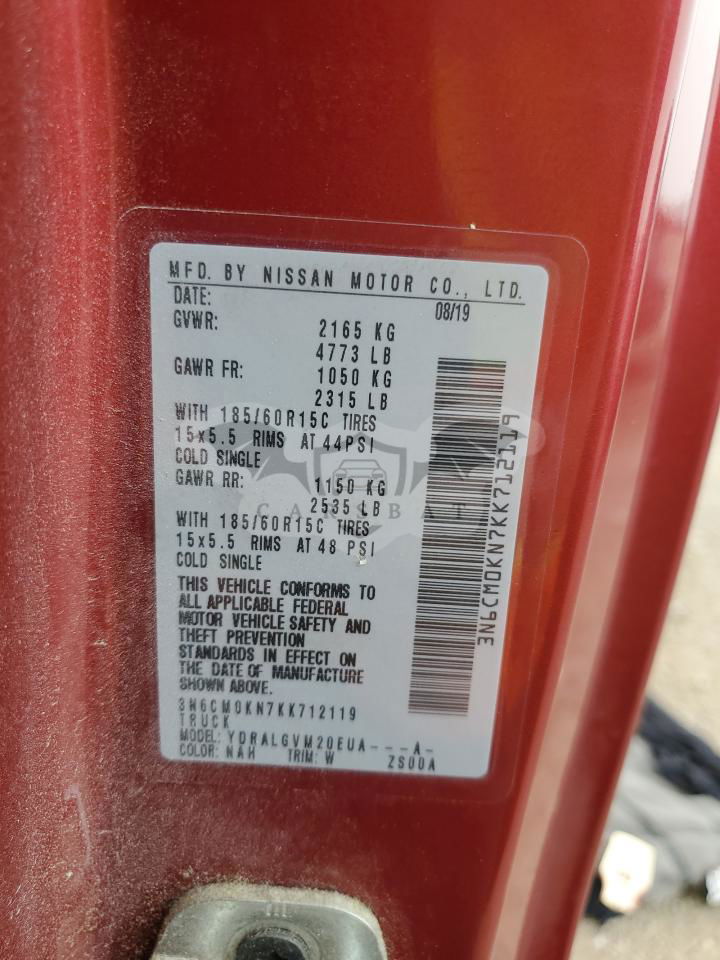 MFD. BY NISSAN MOTOR CO., LTD.
DATE: 08/19
GVWR: 2165 KG
4773 LB
GAWR FR: 1050 KG
2315 LB
WITH 185/60R15C TIRES
15x5.5 RIMS AT 44PSI
COLD SINGLE
GAWR RR: 1150 KG
2535 LB
WITH 185/60R15C TIRES
15x5.5 RIMS AT 48 PSI
COLD SINGLE
THIS VEHICLE CONFORMS TO
ALL APPLICABLE FEDERAL
MOTOR VEHICLE SAFETY AND
THEFT PREVENTION
STANDARDS IN EFFECT ON
THE DATE OF MANUFACTURE
SHOWN ABOVE.
3N6CM0KN7KK712119
TRUCK
MODEL: YDRALGVM20EUA---A-
COLOR: NAH TRIM: W ZS00A
3N6CM0KN7KK712119
CARSBAT